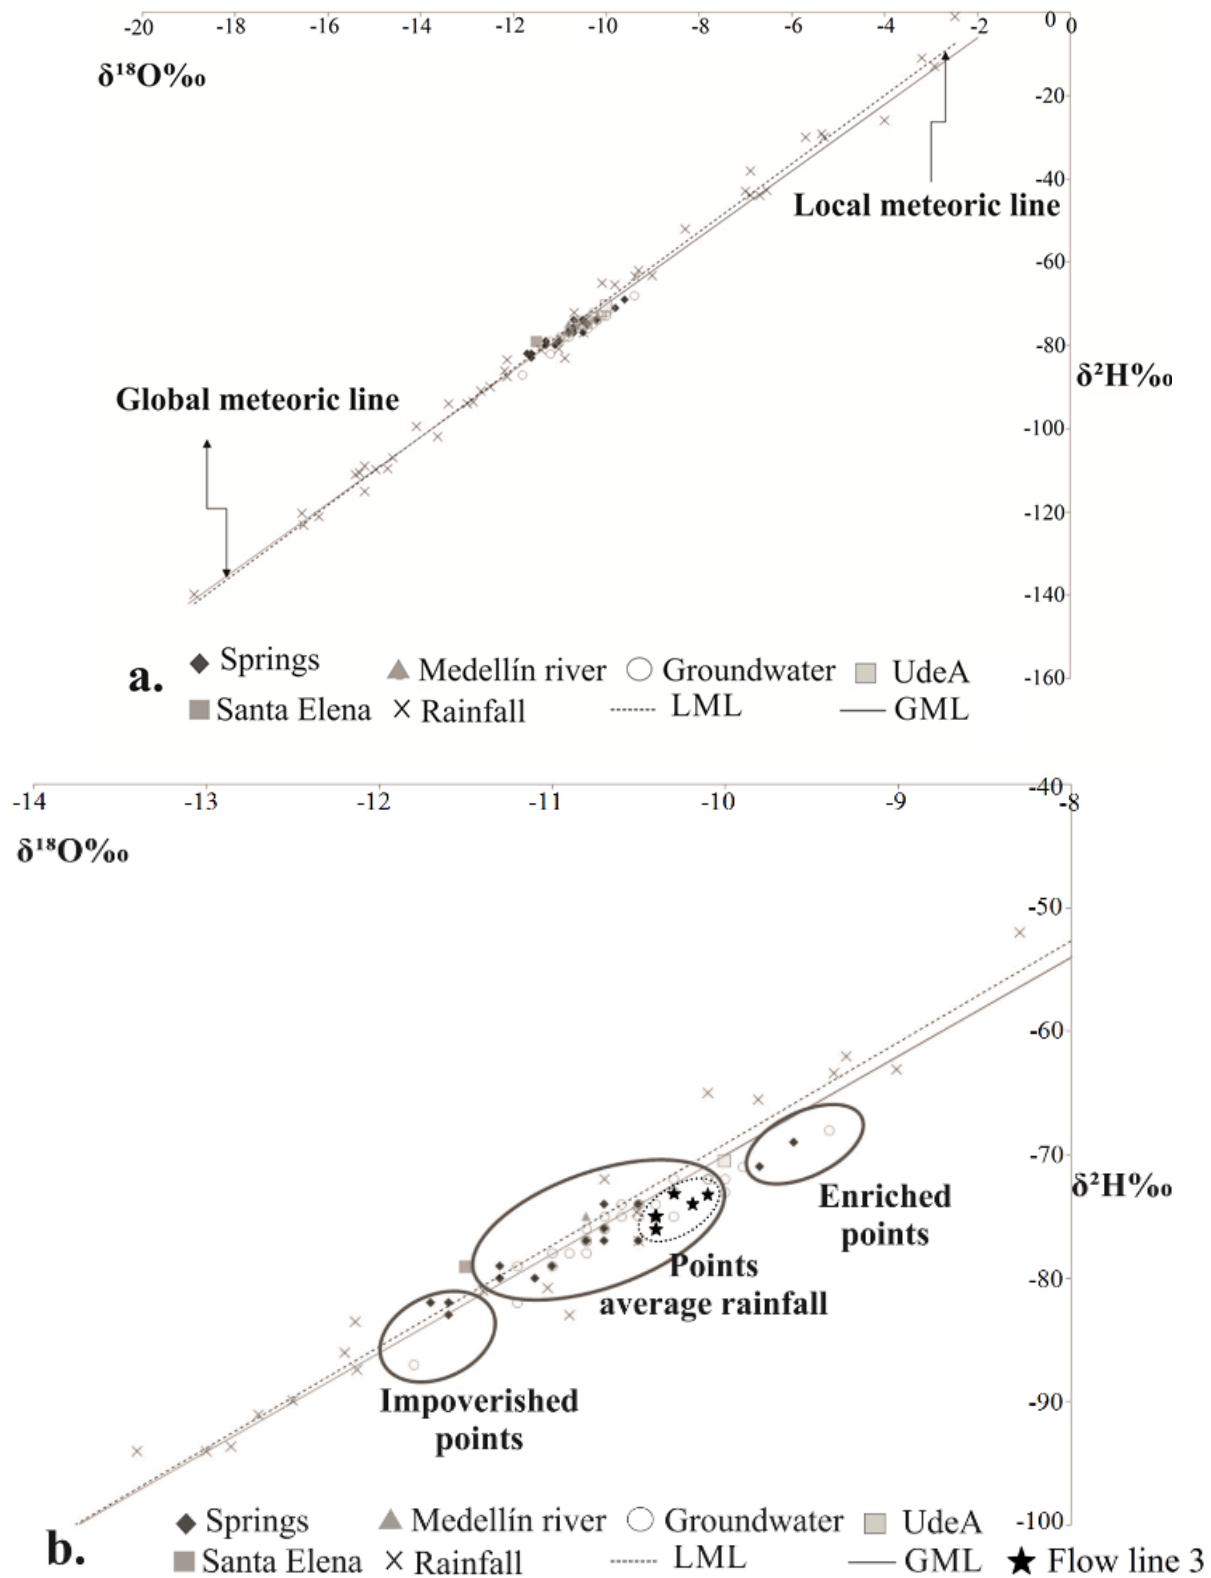 -20 -18 -16 -14 -12 -10 -8 -6 -4 -2 0 0
δ¹⁸O‰
-20
-40
Local meteoric line
-60
-80
δ²H‰
Global meteoric line
-100
-120
-140
-160
a.
Springs Medellín river Groundwater UdeA
Santa Elena Rainfall LML GML
-14 -13 -12 -11 -10 -9 -8
-40
δ¹⁸O‰
-50
-60
-70
δ²H‰
Enriched
points
Points
average rainfall
-80
Impoverished
points
-90
-100
b.
Springs Medellín river Groundwater UdeA
Santa Elena Rainfall LML GML Flow line 3